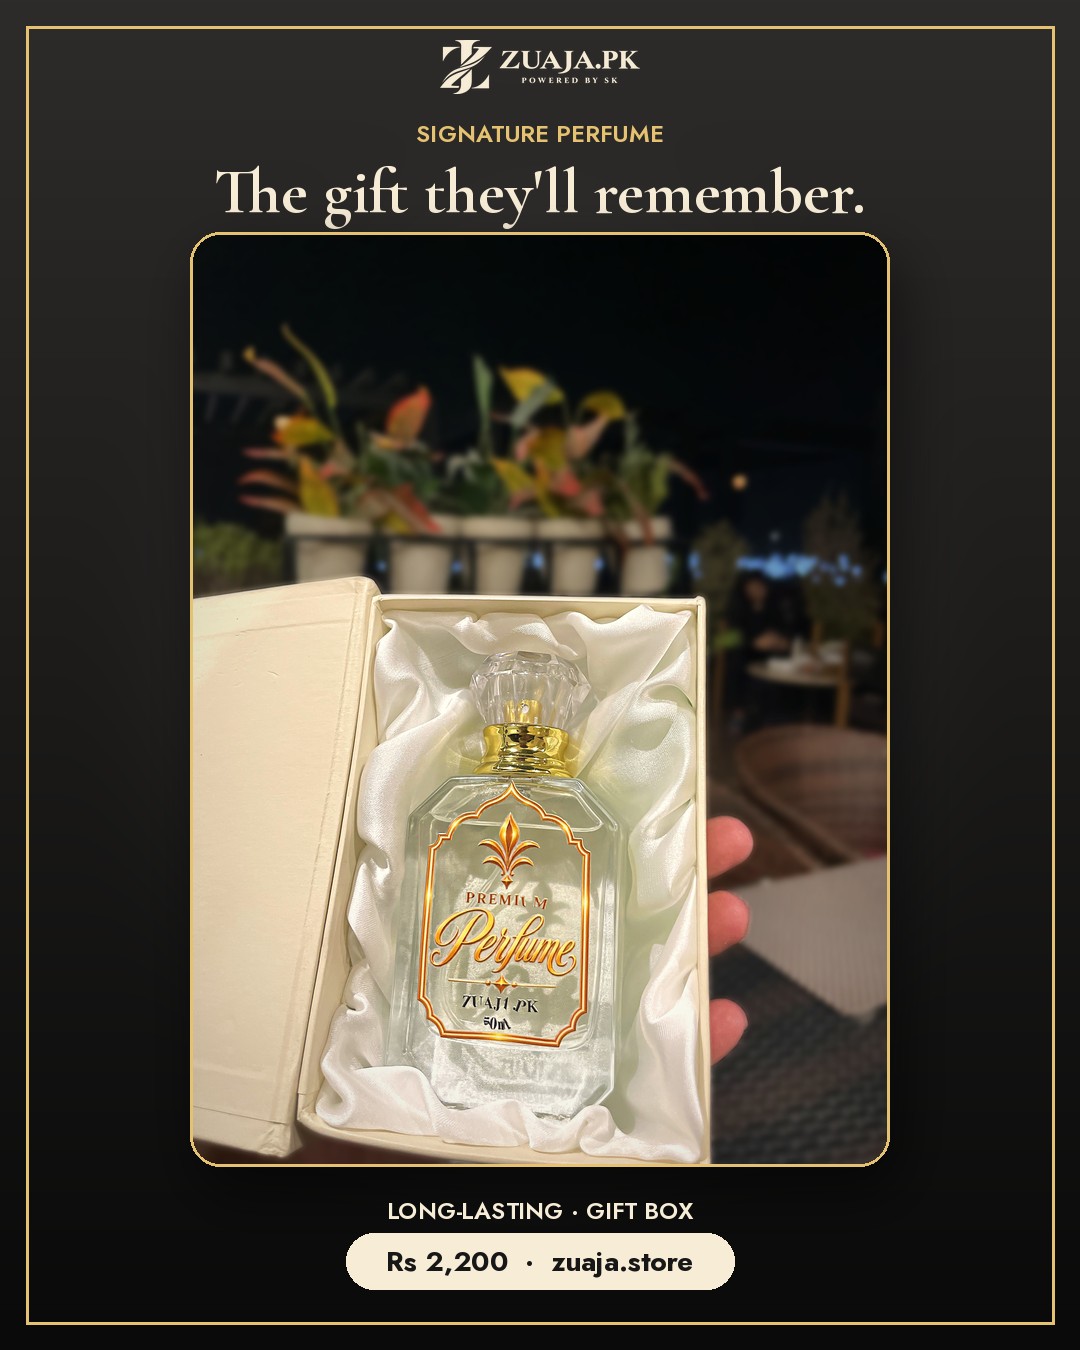 ZUAJA.PK
POWERED BY SK
SIGNATURE PERFUME
The gift they'll remember.
PREMIUM
Perfume
ZUAJA.PK
50ml
LONG-LASTING · GIFT BOX
Rs 2,200 · zuaja.store